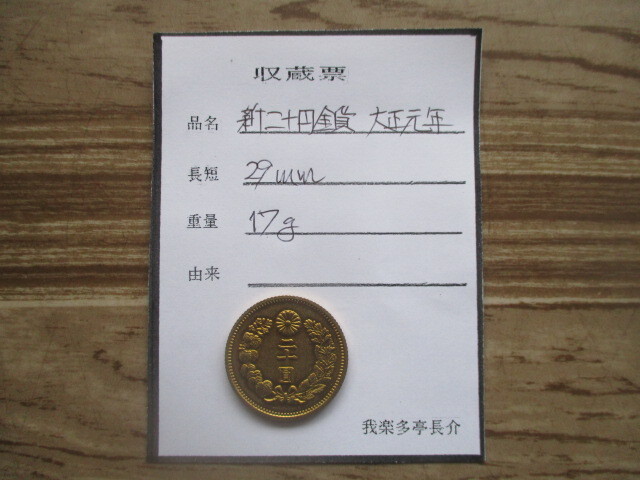 収蔵票
品名 新二十円金貨 大正元年
長短 29mm
重量 17g
由来
二十圓
我楽多亭長介